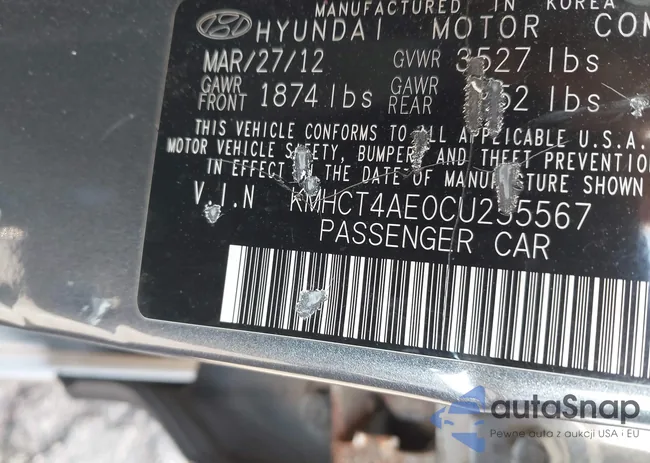 MANUFACTURED IN KOREA
HYUNDAI MOTOR COM
MAR/27/12 GVWR 3527 lbs
GAWR FRONT 1874 lbs GAWR REAR 52 lbs
THIS VEHICLE CONFORMS TO ALL APPLICABLE U.S.A.
MOTOR VEHICLE SAFETY, BUMPER, AND THEFT PREVENTION
IN EFFECT THE DATE OF MANUFACTURE SHOWN
V.I.N KMHCT4AE0CU255567
PASSENGER CAR
autoSnap
Pewne auta z aukcji USA i EU